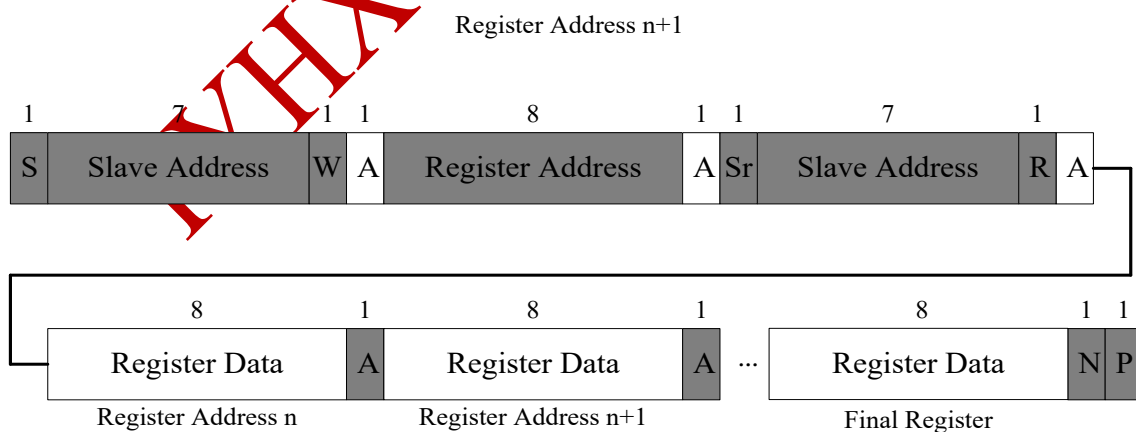 Register Address n+1
1 7 1 1 8 1 1 7 1
S Slave Address W A Register Address A Sr Slave Address R A
8 1 8 1 8 1 1
Register Data A Register Data A ... Register Data N P
Register Address n Register Address n+1 Final Register